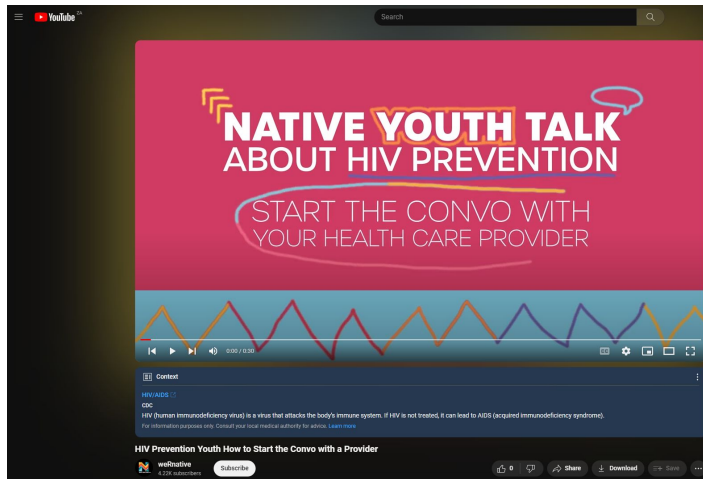 YouTube ZA
Search
NATIVE YOUTH TALK
ABOUT HIV PREVENTION
START THE CONVO WITH
YOUR HEALTH CARE PROVIDER
0:00 / 0:30
CC
Context
HIV/AIDS
CDC
HIV (human immunodeficiency virus) is a virus that attacks the body's immune system. If HIV is not treated, it can lead to AIDS (acquired immunodeficiency syndrome).
For information purposes only. Consult your local medical authority for advice. Learn more
HIV Prevention Youth How to Start the Convo with a Provider
N
weRnative
4.22K subscribers
Subscribe
0
Share
Download
Save